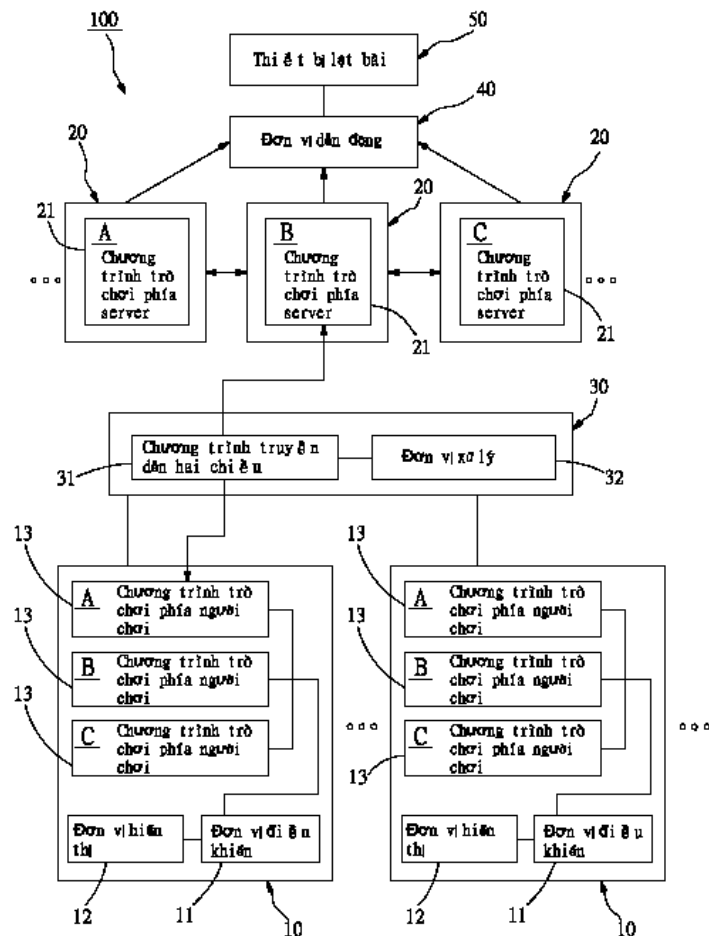 100
50
Thiết bị lật bài
40
Đơn vị dẫn động
20
20
20
21
A
Chương
trình trò
chơi phía
server
B
Chương
trình trò
chơi phía
server
C
Chương
trình trò
chơi phía
server
21
21
30
Chương trình truyền
dẫn hai chiều
Đơn vị xử lý
31
32
13
A
Chương trình trò
chơi phía người
chơi
13
B
Chương trình trò
chơi phía người
chơi
13
C
Chương trình trò
chơi phía người
chơi
Đơn vị hiển
thị
Đơn vị điều
khiển
12
11
10
13
A
Chương trình trò
chơi phía người
chơi
13
B
Chương trình trò
chơi phía người
chơi
13
C
Chương trình trò
chơi phía người
chơi
Đơn vị hiển
thị
Đơn vị điều
khiển
12
11
10